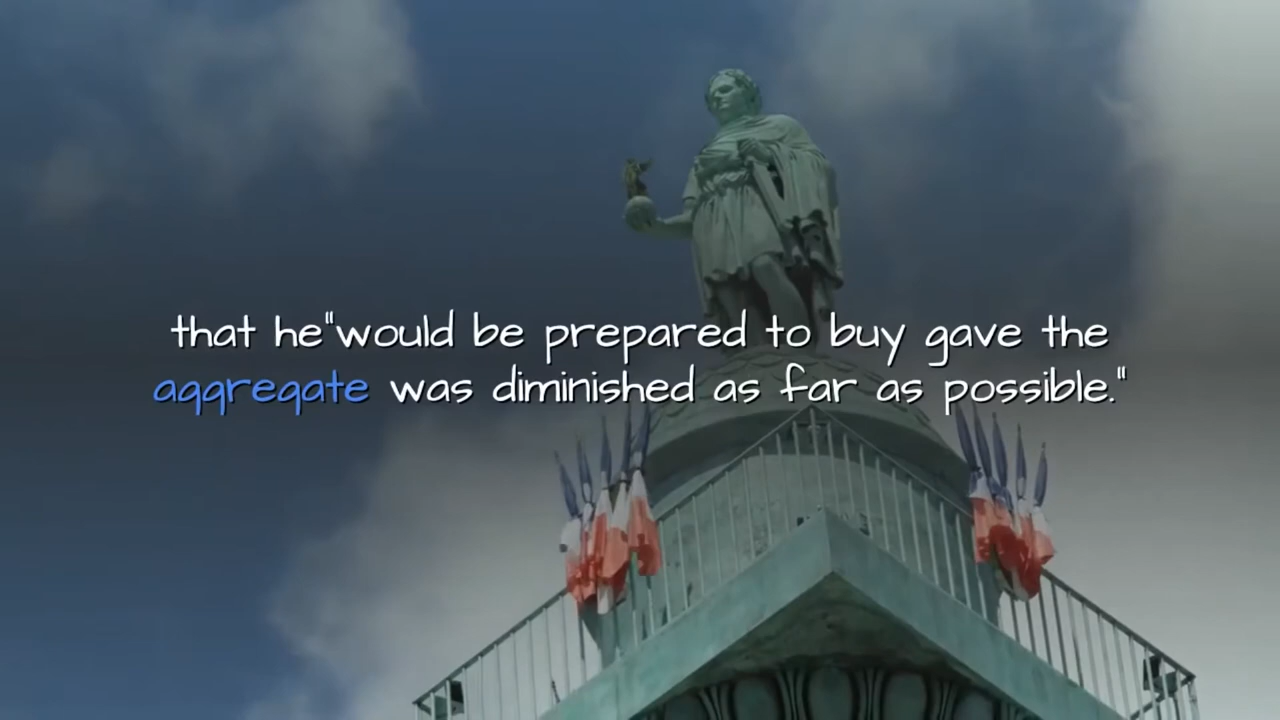 that he"would be prepared to buy gave the
aggregate was diminished as far as possible."